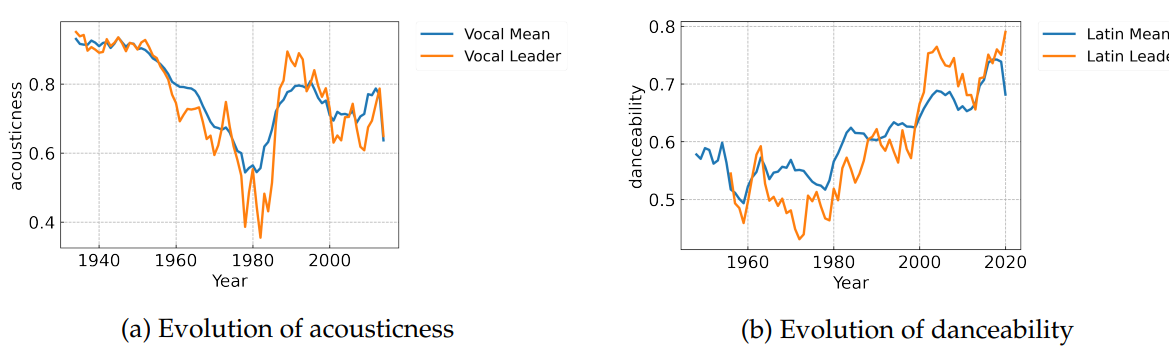 Vocal Mean
Vocal Leader
acousticness
0.8
0.6
0.4
1940 1960 1980 2000
Year
(a) Evolution of acousticness
Latin Mean
Latin Leade
danceability
0.8
0.7
0.6
0.5
1960 1980 2000 2020
Year
(b) Evolution of danceability